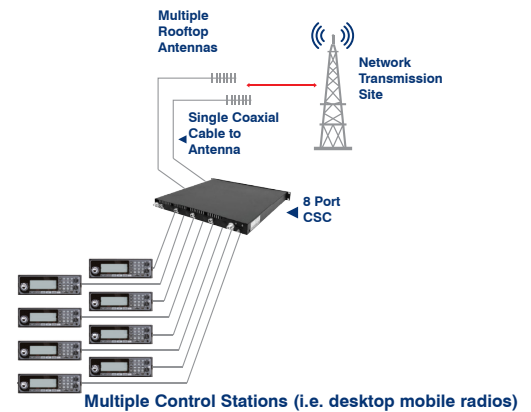 Multiple
Rooftop
Antennas
Network
Transmission
Site
Single Coaxial
Cable to
Antenna
8 Port
CSC
Multiple Control Stations (i.e. desktop mobile radios)